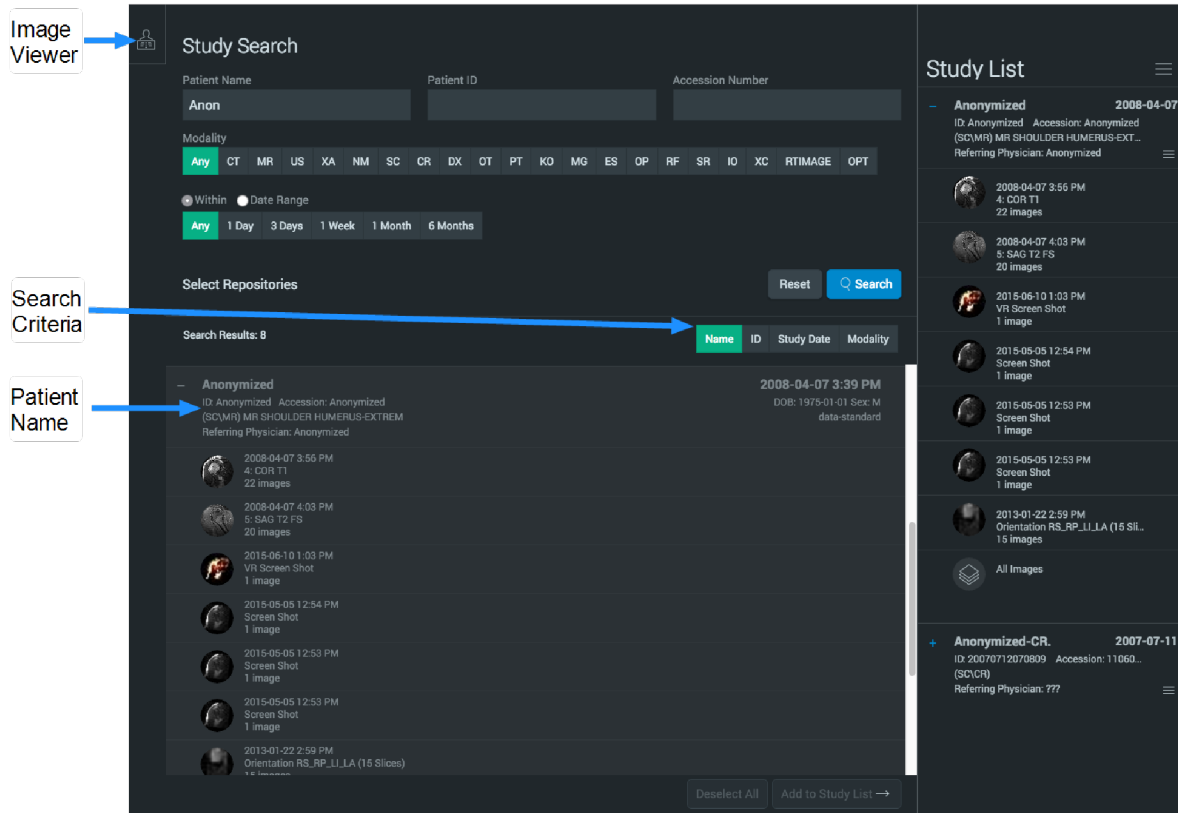 Image
Viewer
Search
Criteria
Patient
Name
Study Search
Patient Name
Patient ID
Accession Number
Anon
Modality
Any CT MR US XA NM SC CR DX OT PT KO MG ES OP RF SR IO XC RTIMAGE OPT
Within Date Range
Any 1 Day 3 Days 1 Week 1 Month 6 Months
Select Repositories
Reset Search
Search Results: 8
Name ID Study Date Modality
Anonymized 2008-04-07 3:39 PM
ID: Anonymized Accession: Anonymized DOB: 1975-01-01 Sex: M
(SC\MR) MR SHOULDER HUMERUS-EXTREM data-standard
Referring Physician: Anonymized
2008-04-07 3:56 PM
4: COR T1
22 images
2008-04-07 4:03 PM
5: SAG T2 FS
20 images
2015-06-10 1:03 PM
VR Screen Shot
1 image
2015-05-05 12:54 PM
Screen Shot
1 image
2015-05-05 12:53 PM
Screen Shot
1 image
2015-05-05 12:53 PM
Screen Shot
1 image
2013-01-22 2:59 PM
Orientation RS_RP_LI_LA (15 Slices)
15 images
Deselect All Add to Study List →
Study List
Anonymized 2008-04-07
ID: Anonymized Accession: Anonymized
(SC\MR) MR SHOULDER HUMERUS-EXT...
Referring Physician: Anonymized
2008-04-07 3:56 PM
4: COR T1
22 images
2008-04-07 4:03 PM
5: SAG T2 FS
20 images
2015-06-10 1:03 PM
VR Screen Shot
1 image
2015-05-05 12:54 PM
Screen Shot
1 image
2015-05-05 12:53 PM
Screen Shot
1 image
2015-05-05 12:53 PM
Screen Shot
1 image
2013-01-22 2:59 PM
Orientation RS_RP_LI_LA (15 Sli...
15 images
All Images
Anonymized-CR. 2007-07-11
ID: 20070712070809 Accession: 11060...
(SC\CR)
Referring Physician: ???